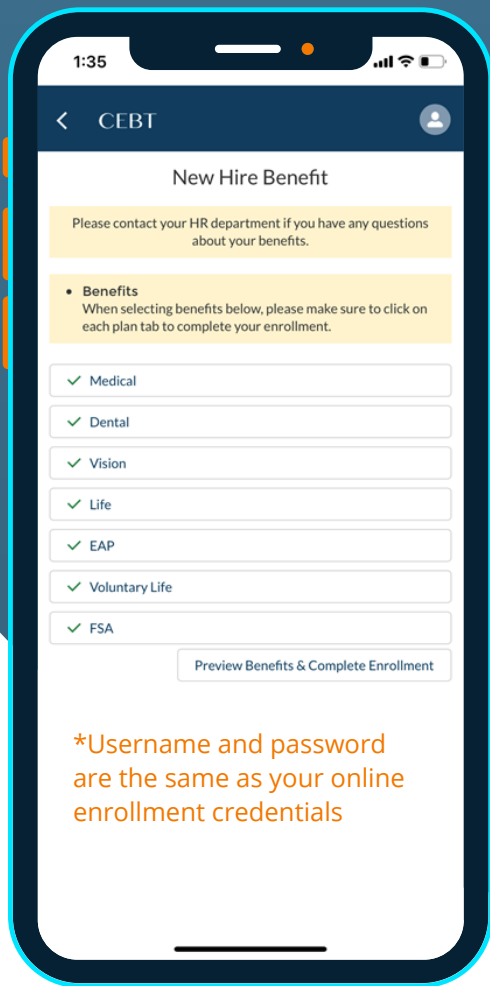 1:35
CEBT
New Hire Benefit
Please contact your HR department if you have any questions
about your benefits.
• Benefits
When selecting benefits below, please make sure to click on
each plan tab to complete your enrollment.
Medical
Dental
Vision
Life
EAP
Voluntary Life
FSA
Preview Benefits & Complete Enrollment
*Username and password
are the same as your online
enrollment credentials